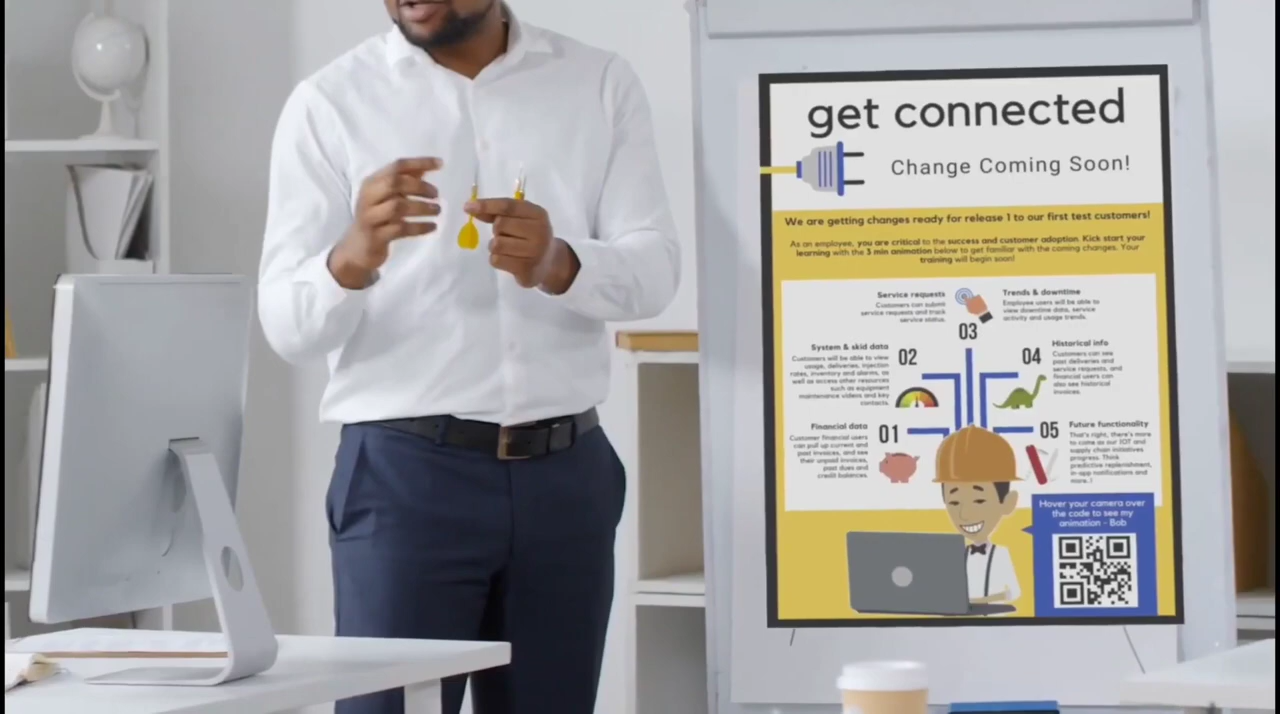 get connected
Change Coming Soon!
We are getting changes ready for release 1 to our first test customers!
As an employee, you are critical to the success and customer adoption. Kick start your
learning with the 3 min animation below to get familiar with the coming changes. Your
training will begin soon!
Service requests
Customers can submit
service requests and track
service status.
Trends & downtime
Employee users will be able to
view downtime data, service
activity and usage trends.
03
System & skid data
Customers will be able to view
usage, deliveries, injection
rates, inventory and alarms, as
well as access other resources
such as equipment
maintenance videos and key
contacts.
02
04
Historical info
Customers can see
past deliveries and
service requests, and
financial users can
also see historical
invoices.
Financial data
Customer financial users
can pull up current and
past invoices, and see
their unpaid invoices,
past dues and
credit balances.
01
05
Future functionality
That's right, there's more
to come as our IOT and
supply chain initiatives
progress. Think
predictive replenishment,
in-app notifications and
more..!
Hover your camera over
the code to see my
animation - Bob